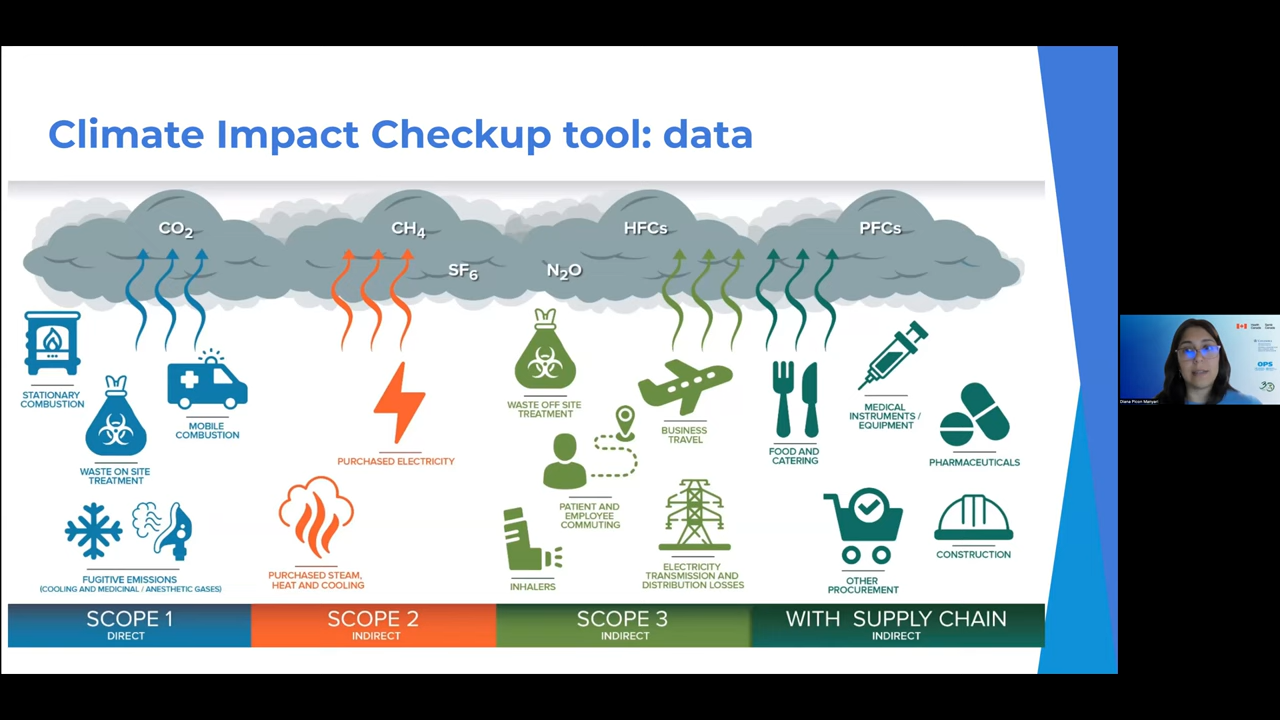 Climate Impact Checkup tool: data
CO2
CH4
HFCs
PFCs
SF6
N2O
STATIONARY
COMBUSTION
MOBILE
COMBUSTION
WASTE ON SITE
TREATMENT
FUGITIVE EMISSIONS
(COOLING AND MEDICINAL / ANESTHETIC GASES)
PURCHASED ELECTRICITY
PURCHASED STEAM,
HEAT AND COOLING
WASTE OFF SITE
TREATMENT
BUSINESS
TRAVEL
PATIENT AND
EMPLOYEE
COMMUTING
INHALERS
ELECTRICITY
TRANSMISSION AND
DISTRIBUTION LOSSES
FOOD AND
CATERING
MEDICAL
INSTRUMENTS /
EQUIPMENT
PHARMACEUTICALS
OTHER
PROCUREMENT
CONSTRUCTION
SCOPE 1
DIRECT
SCOPE 2
INDIRECT
SCOPE 3
INDIRECT
WITH SUPPLY CHAIN
INDIRECT
OPS